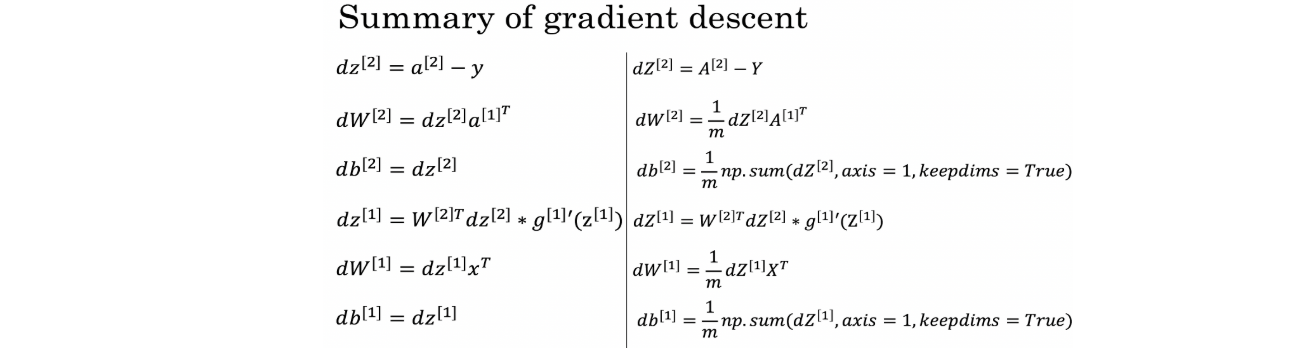 Summary of gradient descent
dz^{[2]} = a^{[2]} − y
dW^{[2]} = dz^{[2]}a^{[1]^T}
db^{[2]} = dz^{[2]}
dz^{[1]} = W^{[2]T}dz^{[2]} * g^{[1]}′(z^{[1]})
dW^{[1]} = dz^{[1]}x^T
db^{[1]} = dz^{[1]}
dZ^{[2]} = A^{[2]} − Y
dW^{[2]} = \frac{1}{m}dZ^{[2]}A^{[1]^T}
db^{[2]} = \frac{1}{m}np.sum(dZ^{[2]}, axis = 1, keepdims = True)
dZ^{[1]} = W^{[2]T}dZ^{[2]} * g^{[1]}′(Z^{[1]})
dW^{[1]} = \frac{1}{m}dZ^{[1]}X^T
db^{[1]} = \frac{1}{m}np.sum(dZ^{[1]}, axis = 1, keepdims = True)